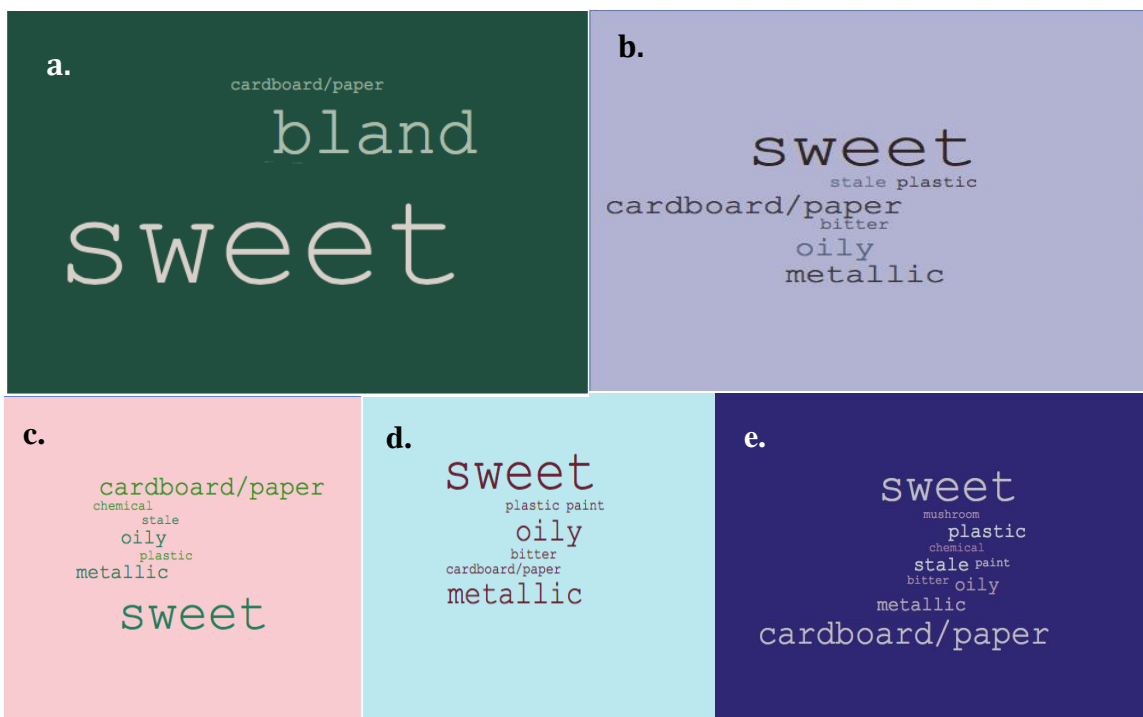 a.
cardboard/paper
bland
sweet
b.
sweet
stale plastic
cardboard/paper
bitter
oily
metallic
c.
cardboard/paper
chemical
stale
oily
plastic
metallic
sweet
d.
sweet
plastic paint
oily
bitter
cardboard/paper
metallic
e.
sweet
mushroom
plastic
chemical
stale paint
bitter oily
metallic
cardboard/paper